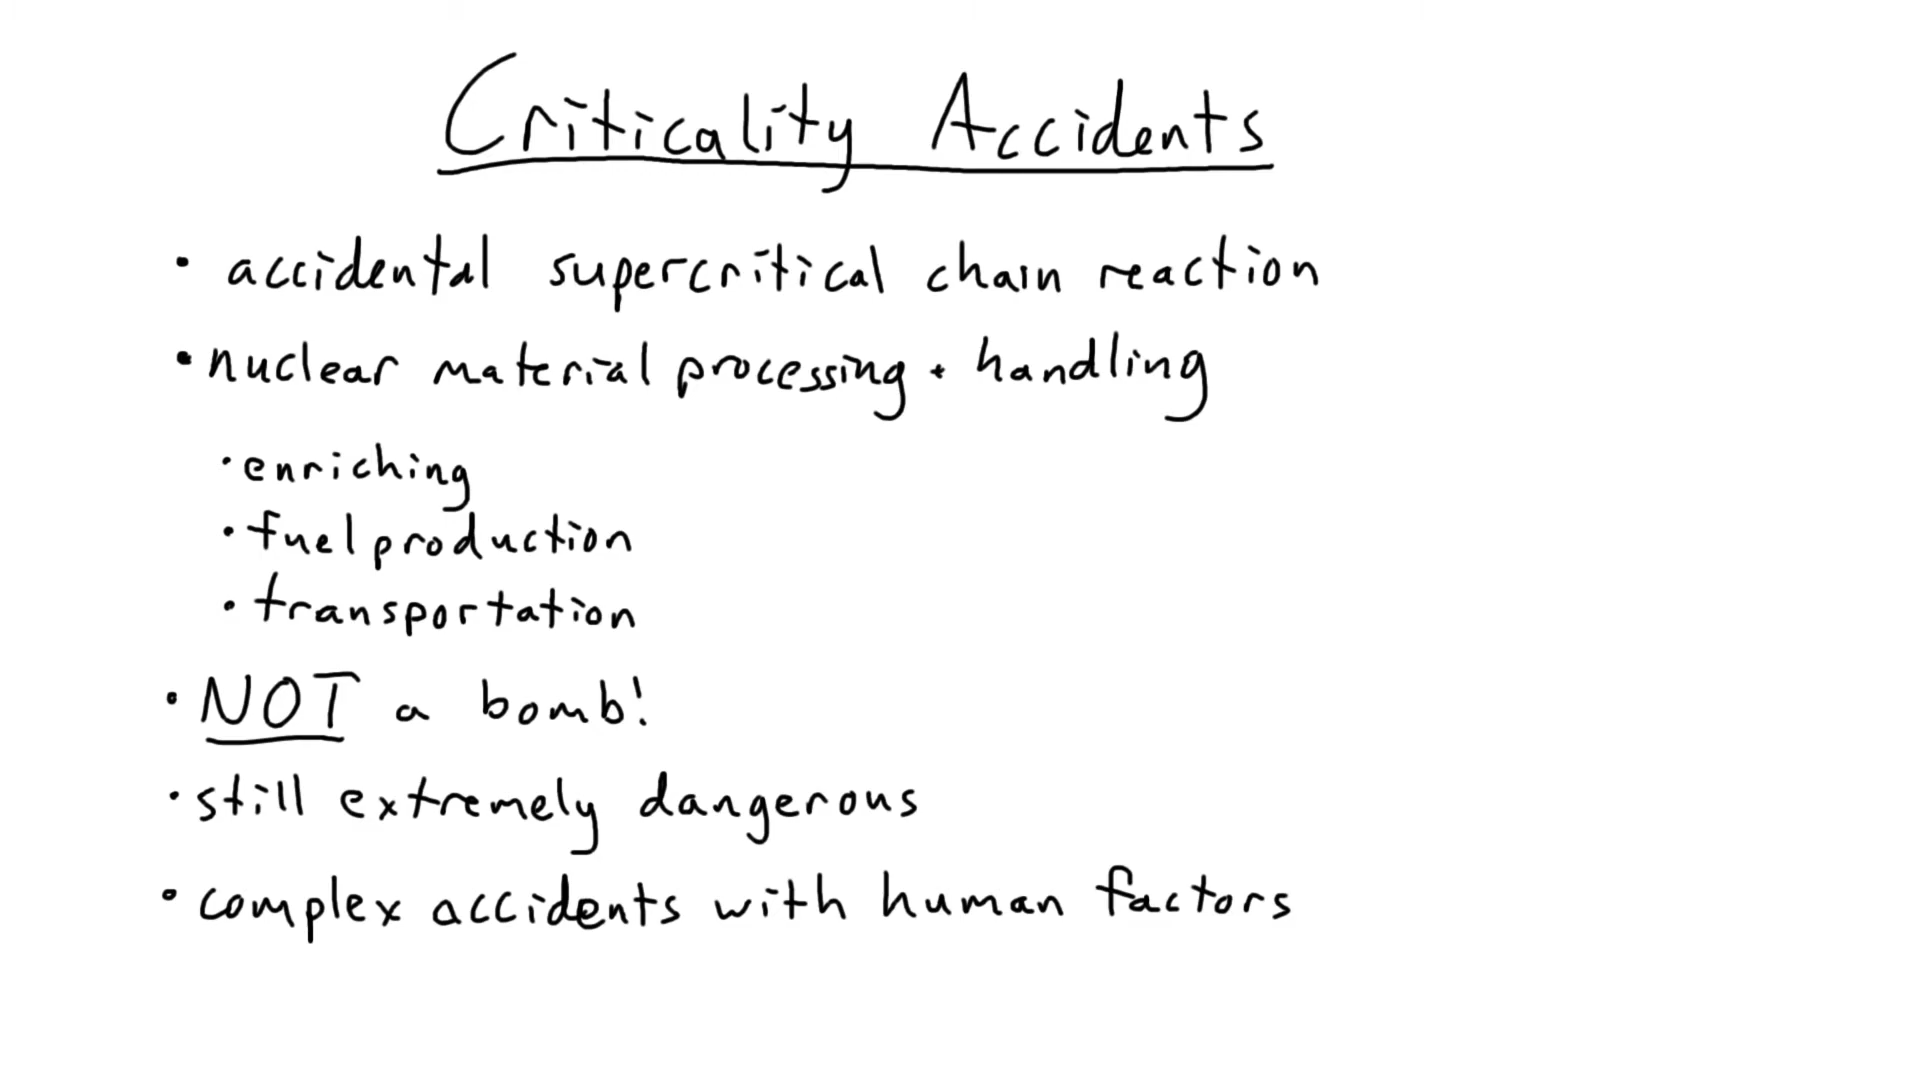 Criticality Accidents
• accidental supercritical chain reaction
• nuclear material processing + handling
• enriching
• fuel production
• transportation
• NOT a bomb!
• still extremely dangerous
• complex accidents with human factors